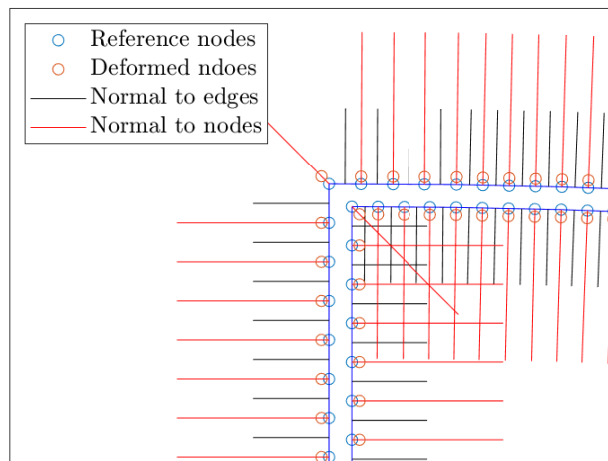 Reference nodes
Deformed ndoes
Normal to edges
Normal to nodes